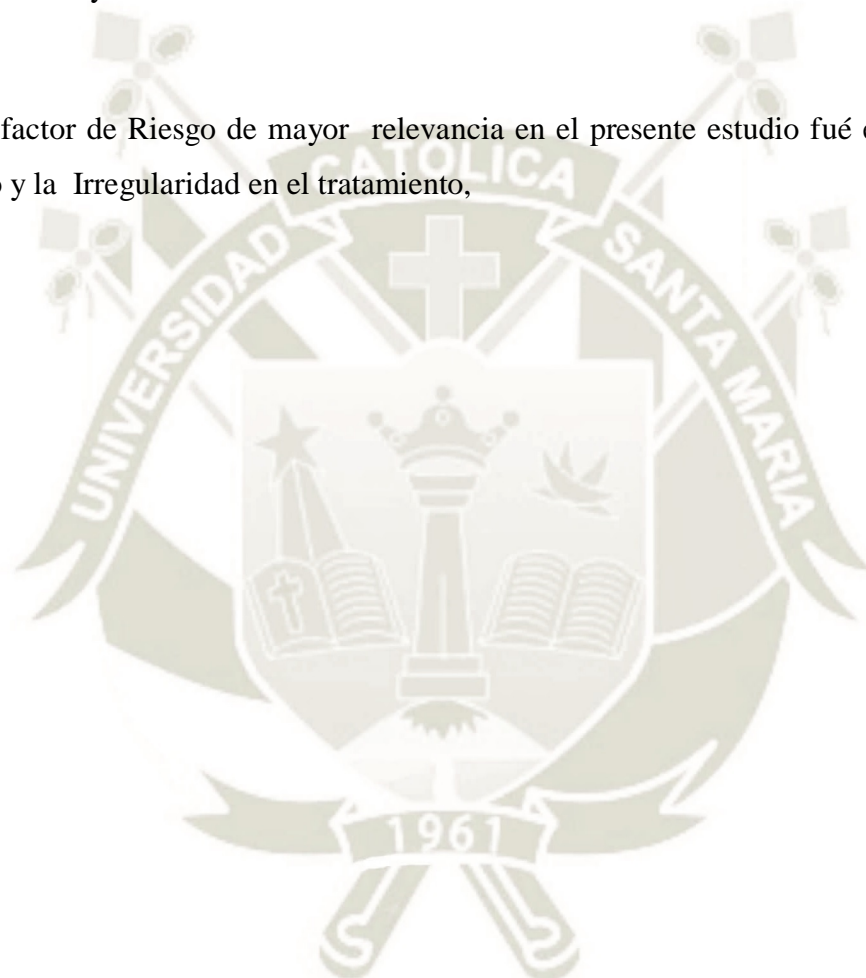 factor de Riesgo de mayor relevancia en el presente estudio fué
y la Irregularidad en el tratamiento,
UNIVERSIDAD CATOLICA SANTA MARIA
1961